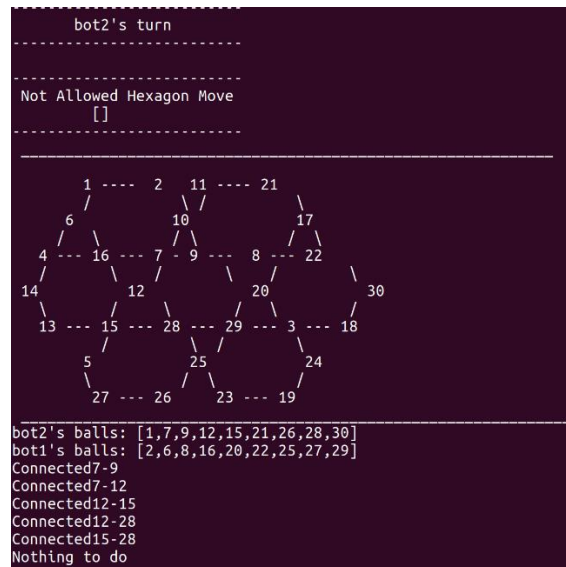 bot2's turn
Not Allowed Hexagon Move
[]
1 ---- 2 11 ---- 21
/ \ / \
6 10 17
/ \ / \ / \
4 --- 16 --- 7 - 9 --- 8 --- 22
/ \ / \ / \
14 12 20 30
\ / \ / \ /
13 --- 15 --- 28 --- 29 --- 3 --- 18
/ \ / \
5 25 24
\ / \ /
27 --- 26 23 --- 19
bot2's balls: [1,7,9,12,15,21,26,28,30]
bot1's balls: [2,6,8,16,20,22,25,27,29]
Connected7-9
Connected7-12
Connected12-15
Connected12-28
Connected15-28
Nothing to do